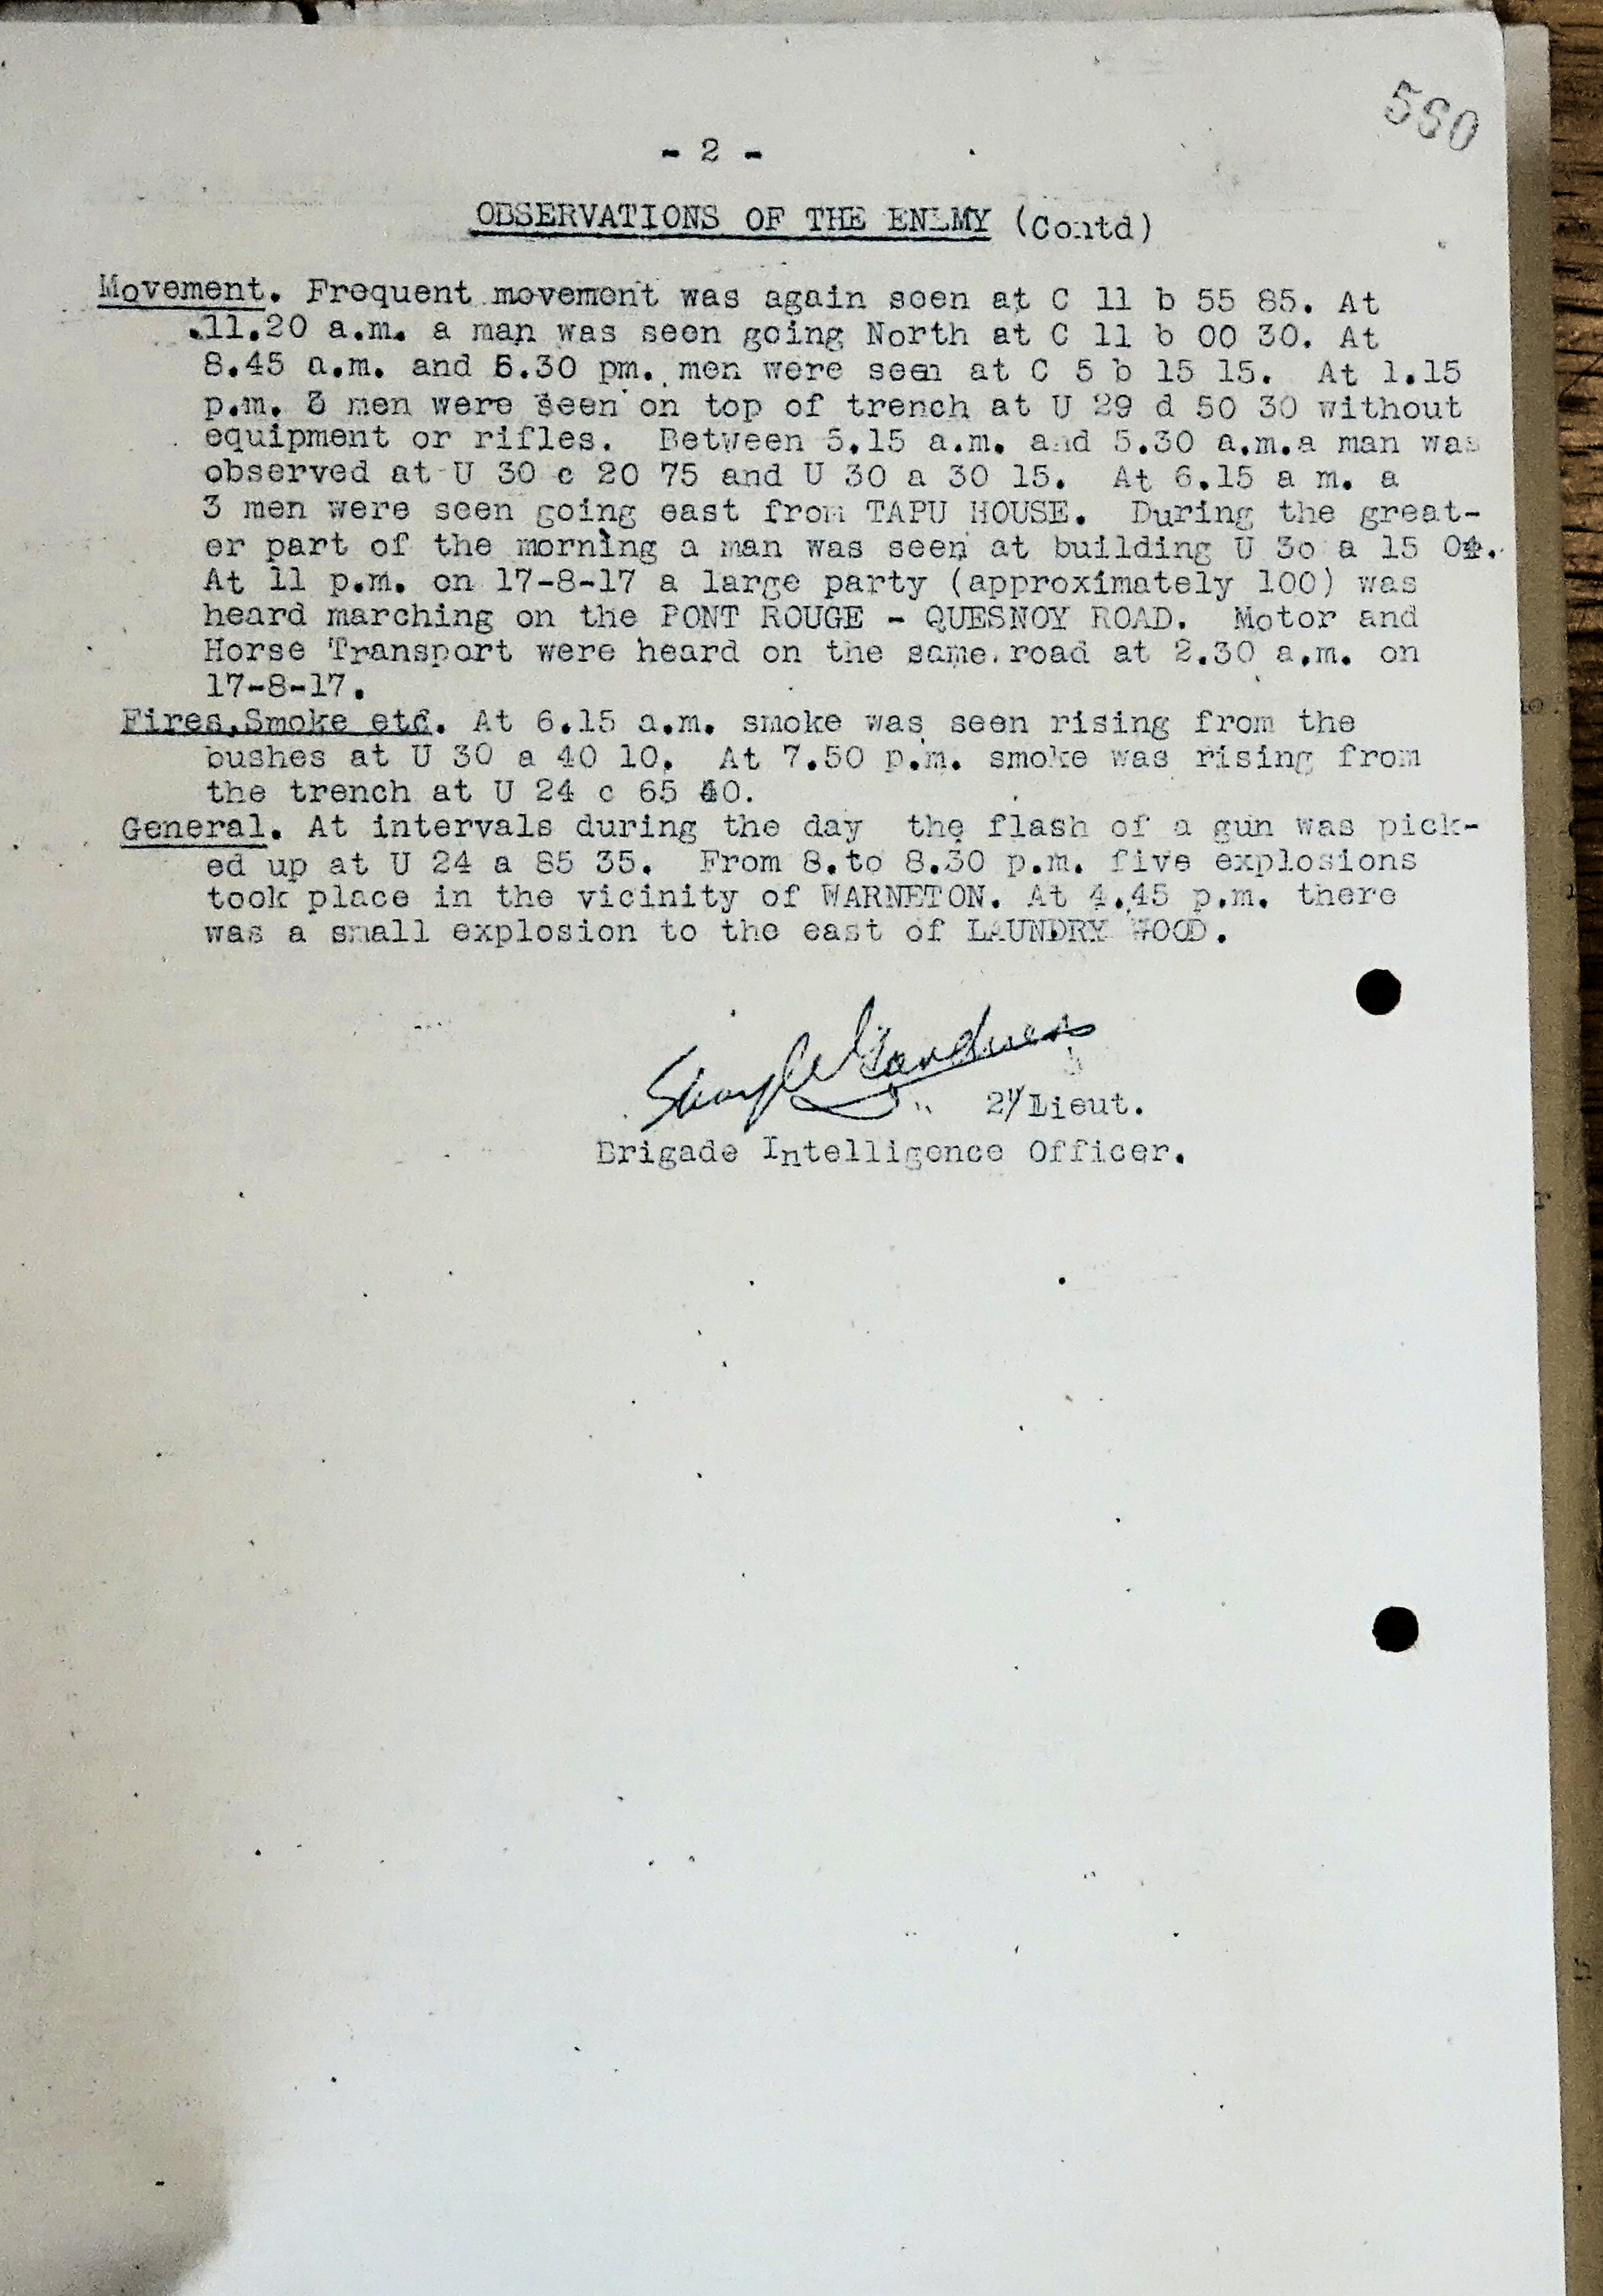 560
- 2 -
OBSERVATIONS OF THE ENEMY (Contd)
Movement. Frequent movement was again seen at C 11 b 55 85. At
11.20 a.m. a man was seen going North at C 11 b 00 30. At
8.45 a.m. and 6.30 pm. men were seen at C 5 b 15 15. At 1.15
p.m. 3 men were seen on top of trench at U 29 d 50 30 without
equipment or rifles. Between 5.15 a.m. and 5.30 a.m.a man was
observed at U 30 c 20 75 and U 30 a 30 15. At 6.15 a m. a
3 men were seen going east from TAPU HOUSE. During the great-
er part of the morning a man was seen at building U 3o a 15
At 11 p.m. on 17-8-17 a large party (approximately 100) was
heard marching on the PONT ROUGE - QUESNOY ROAD. Motor and
Horse Transport were heard on the same road at 2.30 a.m. on
17-8-17.
Fires,Smoke etc. At 6.15 a.m. smoke was seen rising from the
bushes at U 30 a 40 10. At 7.50 p.m. smoke was rising from
the trench at U 24 c 65 40.
General. At intervals during the day the flash of a gun was pick-
ed up at U 24 a 85 35. From 8.to 8.30 p.m. five explosions
took place in the vicinity of WARNETON. At 4.45 p.m. there
was a small explosion to the east of LAUNDRY WOOD.
2/Lieut.
Brigade Intelligence Officer.